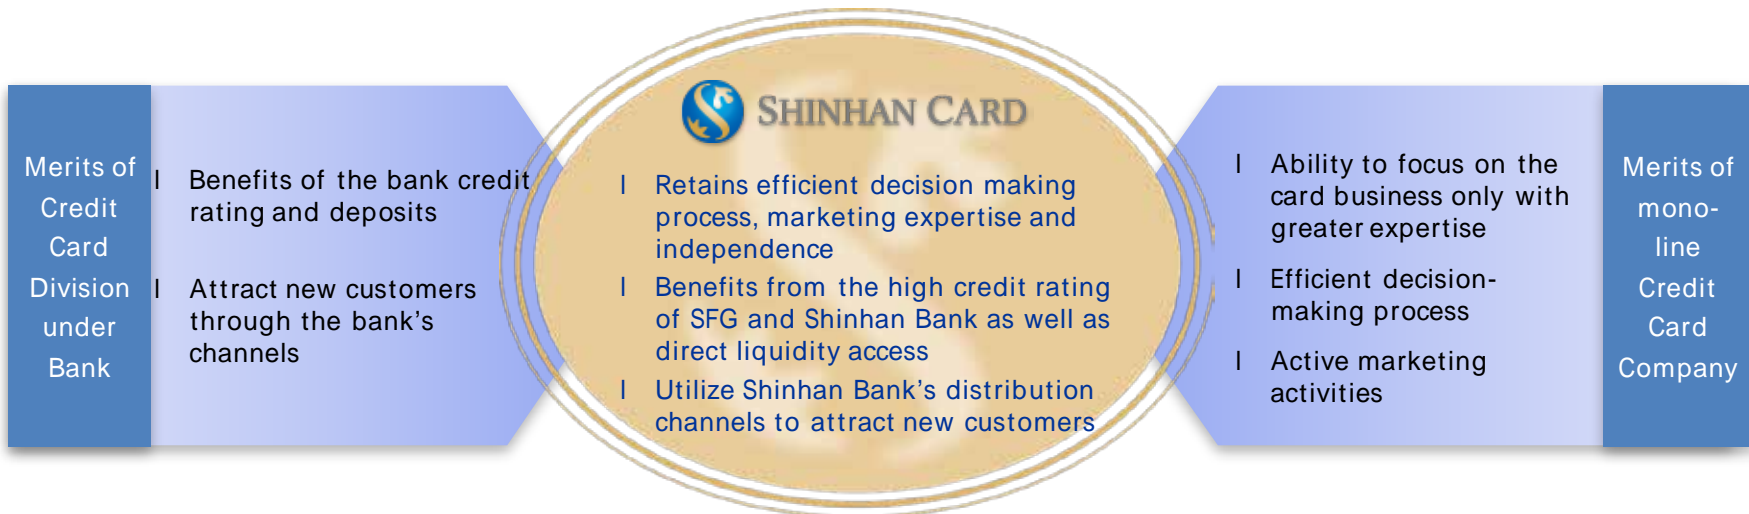 Merits of
Credit
Card
Division
under
Bank
l Benefits of the bank credit
rating and deposits
l Attract new customers
through the bank's
channels
SHINHAN CARD
l Retains efficient decision making
process, marketing expertise and
independence
l Benefits from the high credit rating
of SFG and Shinhan Bank as well as
direct liquidity access
l Utilize Shinhan Bank's distribution
channels to attract new customers
l Ability to focus on the
card business only with
greater expertise
l Efficient decision-
making process
l Active marketing
activities
Merits of
mono-
line
Credit
Card
Company